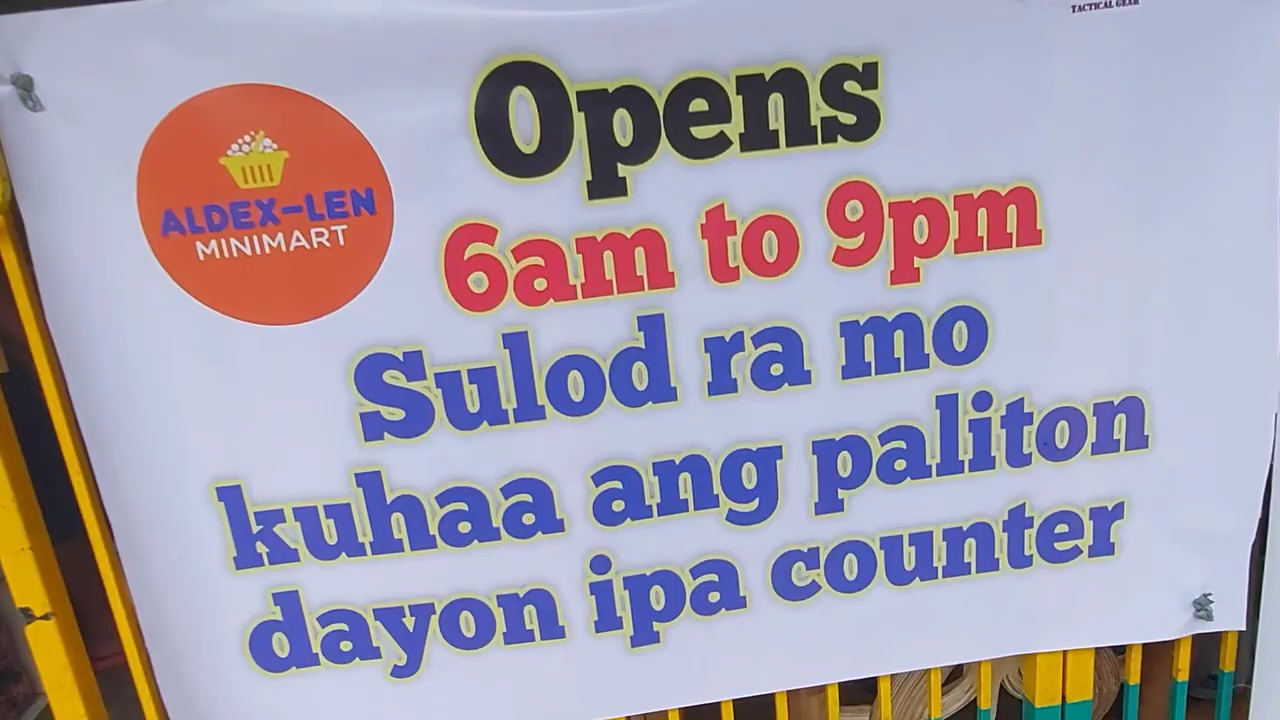 TACTICAL GEAR
Opens
6am to 9pm
ALDEX-LEN
MINIMART
Sulod ra mo
kuhaa ang paliton
dayon ipa counter